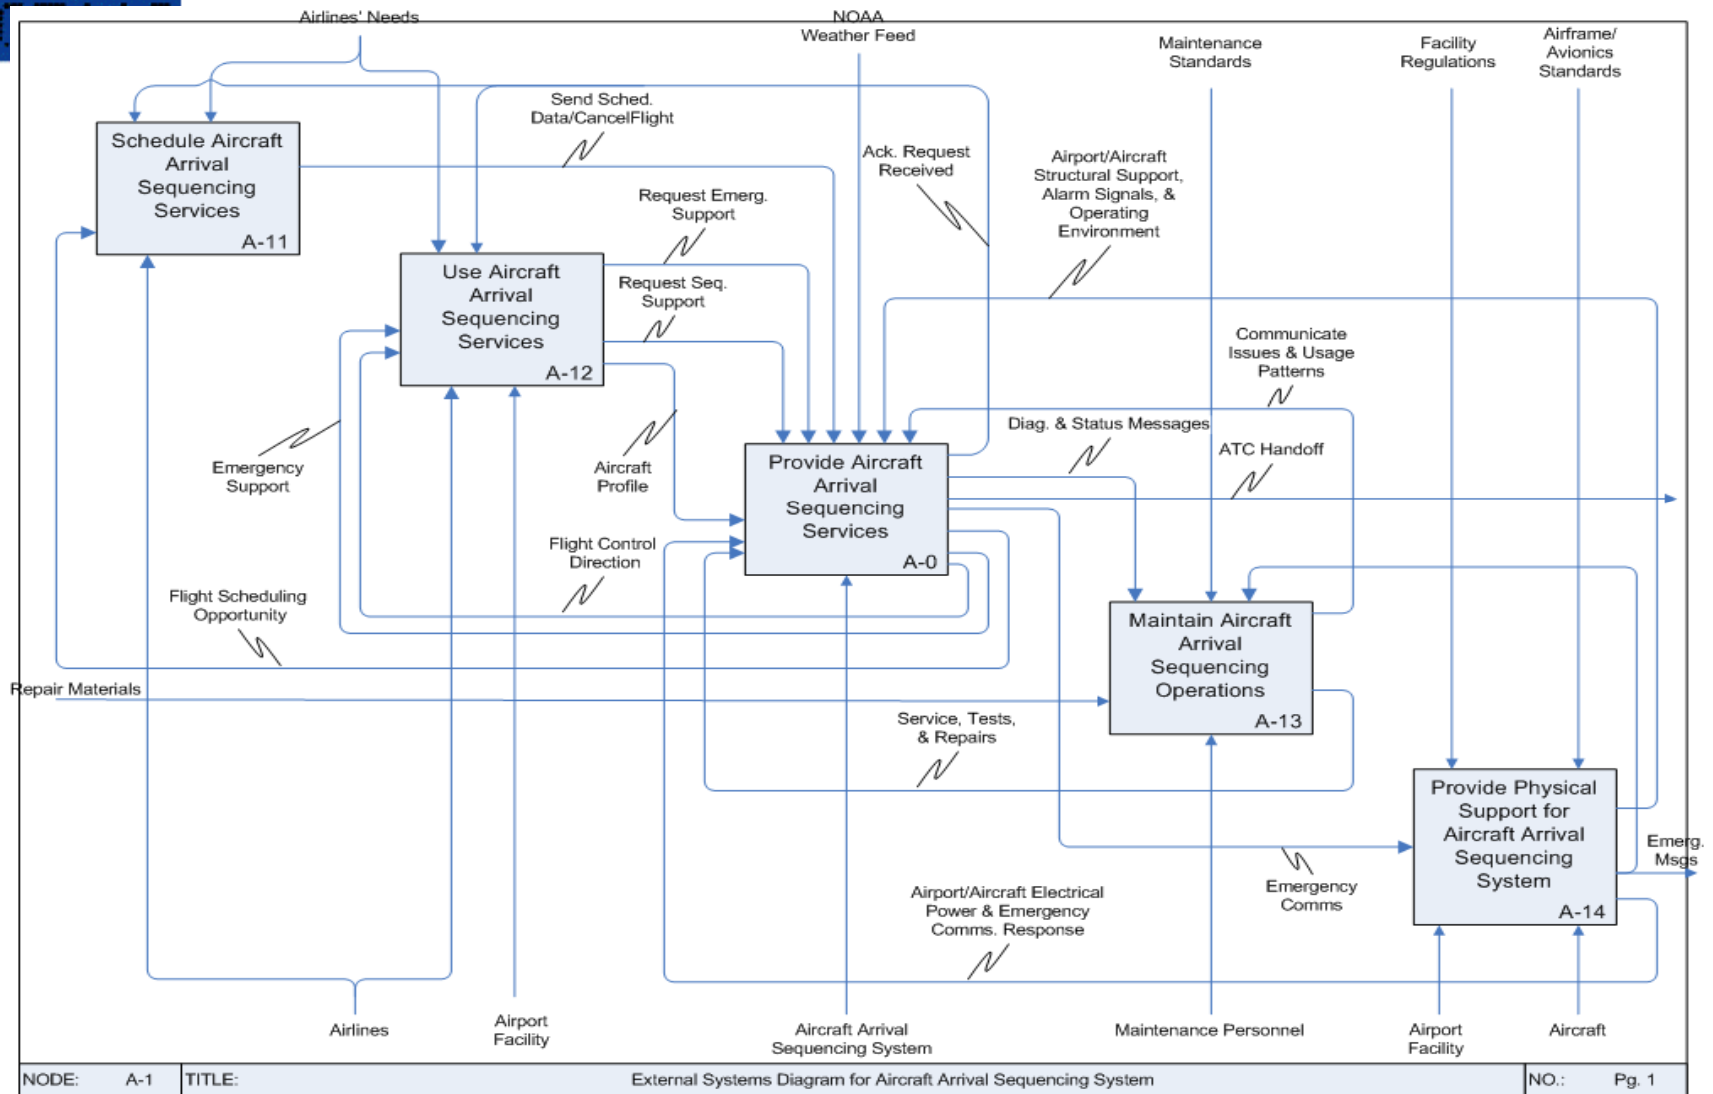 Airlines' Needs
NOAA
Weather Feed
Maintenance
Standards
Facility
Regulations
Airframe/
Avionics
Standards
Send Sched.
Data/CancelFlight
Schedule Aircraft
Arrival
Sequencing
Services
A-11
Ack. Request
Received
Airport/Aircraft
Structural Support,
Alarm Signals, &
Operating
Environment
Request Emerg.
Support
Use Aircraft
Arrival
Sequencing
Services
A-12
Request Seq.
Support
Communicate
Issues & Usage
Patterns
Diag. & Status Messages
ATC Handoff
Emergency
Support
Aircraft
Profile
Provide Aircraft
Arrival
Sequencing
Services
A-0
Flight Control
Direction
Flight Scheduling
Opportunity
Maintain Aircraft
Arrival
Sequencing
Operations
A-13
Repair Materials
Service, Tests,
& Repairs
Provide Physical
Support for
Aircraft Arrival
Sequencing
System
A-14
Emerg.
Msgs
Emergency
Comms
Airport/Aircraft Electrical
Power & Emergency
Comms. Response
Airlines
Airport
Facility
Aircraft Arrival
Sequencing System
Maintenance Personnel
Airport
Facility
Aircraft
NODE: A-1 TITLE: External Systems Diagram for Aircraft Arrival Sequencing System NO.: Pg. 1